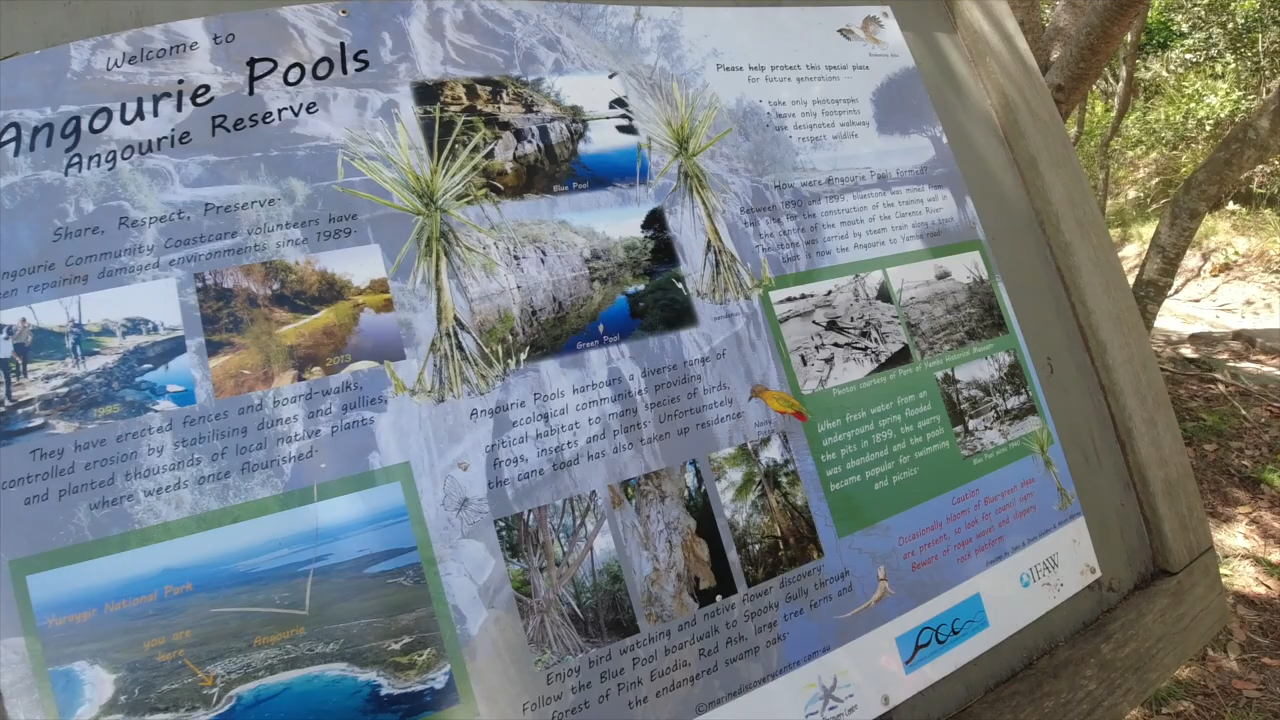 Welcome to
Angourie Pools
Angourie Reserve
Share, Respect, Preserve:
Angourie Community Coastcare volunteers have
been repairing damaged environments since 1989.
1995
2013
They have erected fences and board-walks,
controlled erosion by stabilising dunes and gullies,
and planted thousands of local native plants
where weeds once flourished.
Yuraygir National Park
you are
here
Angourie
Blue Pool
Green Pool
pandanus
Angourie Pools harbours a diverse range of
ecological communities providing
critical habitat to many species of birds,
frogs, insects and plants. Unfortunately
the cane toad has also taken up residence.
Noisy
Pitta
Enjoy bird watching and native flower discovery:
Follow the Blue Pool boardwalk to Spooky Gully through
forest of Pink Euodia, Red Ash, large tree ferns and
the endangered swamp oaks.
©marinediscoverycentre.com.au
Please help protect this special place
for future generations ...
• take only photographs
• leave only footprints
• use designated walkway
• respect wildlife
How were Angourie Pools formed?
Between 1890 and 1899, bluestone was mined from
this site for the construction of the training wall in
the centre of the mouth of the Clarence River.
The stone was carried by steam train along a track
that is now the Angourie to Yamba road.
Photos courtesy of Port of Yamba Historical Museum
When fresh water from an
underground spring flooded
the pits in 1899, the quarry
was abandoned and the pools
became popular for swimming
and picnics.
Caution
Occasionally blooms of Blue-green algae
are present, so look for council signs.
Beware of rogue waves and slippery
rock platform
IFAW